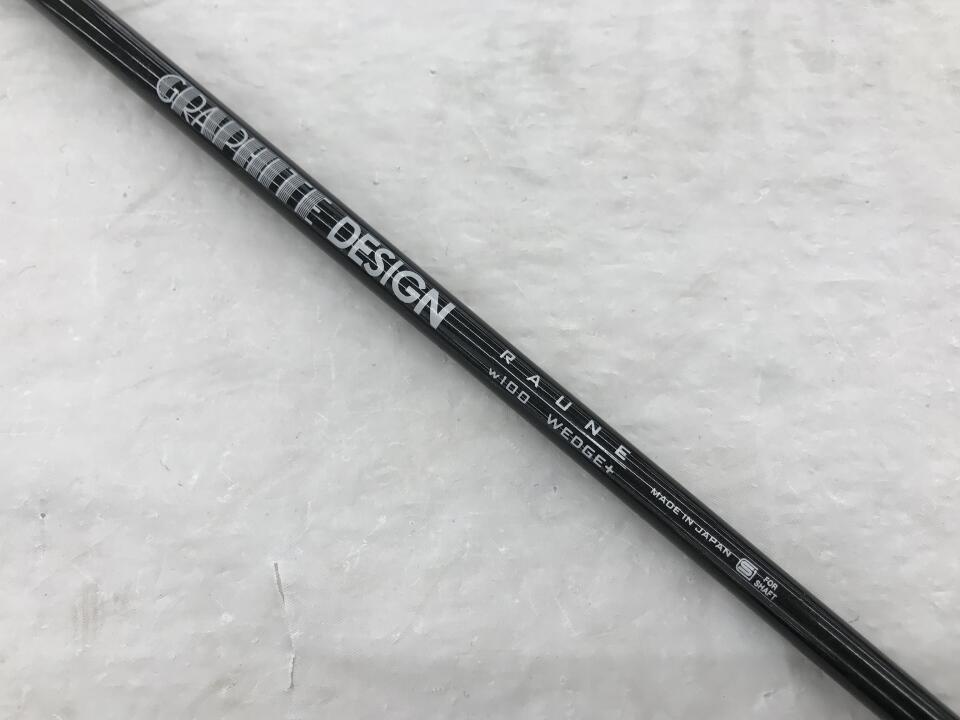 GRAPHITE DESIGN
RAUNE
W100 WEDGE+
MADE IN JAPAN
S FOR
SHAFT